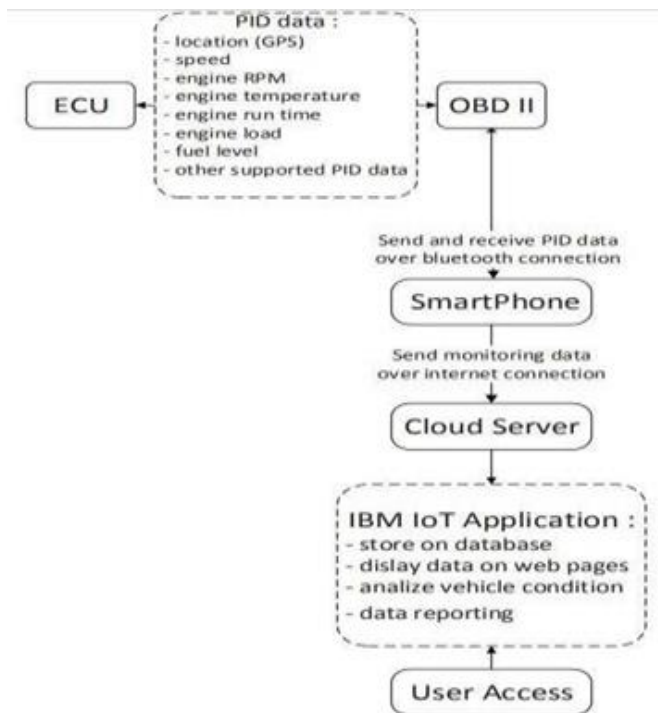 PID data :
- location (GPS)
- speed
- engine RPM
- engine temperature
- engine run time
- engine load
- fuel level
- other supported PID data
ECU
OBD II
Send and receive PID data
over bluetooth connection
SmartPhone
Send monitoring data
over internet connection
Cloud Server
IBM IoT Application :
- store on database
- dislay data on web pages
- analize vehicle condition
- data reporting
User Access